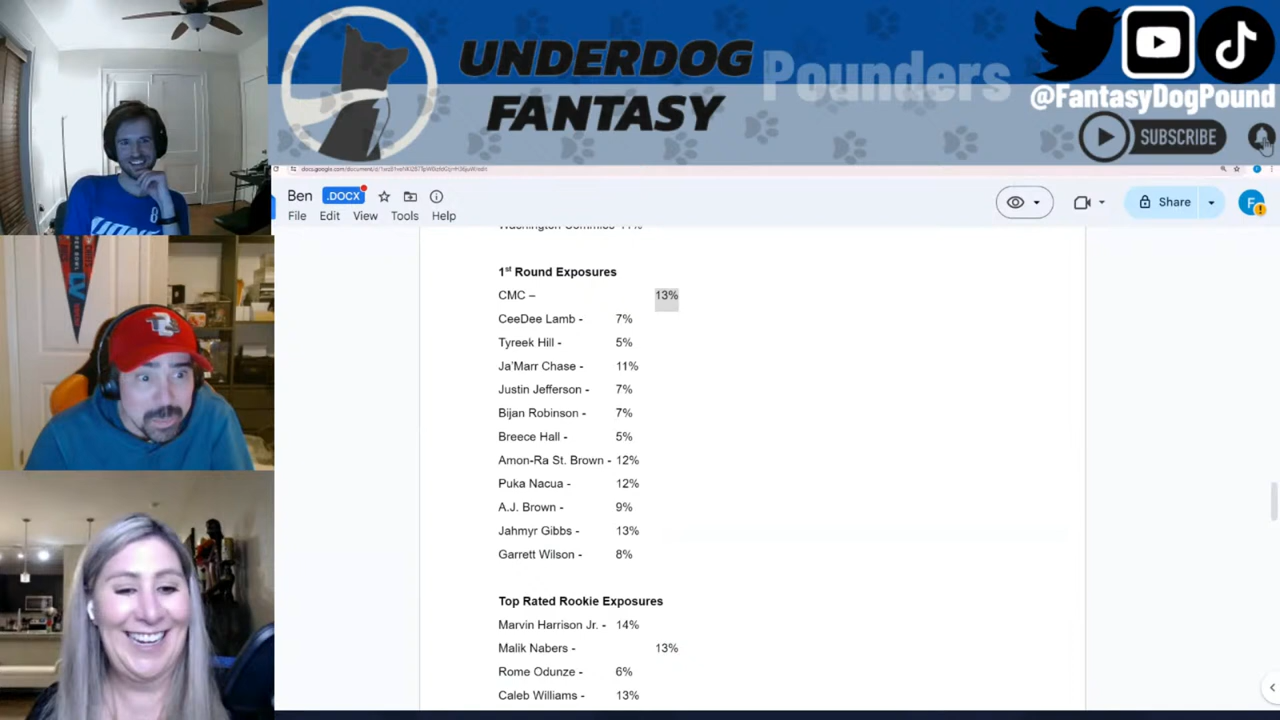 UNDERDOG
FANTASY
Pounders
@FantasyDogPound
SUBSCRIBE
Ben .DOCX
Share
F
File Edit View Tools Help
1st Round Exposures
CMC – 13%
CeeDee Lamb - 7%
Tyreek Hill - 5%
Ja'Marr Chase - 11%
Justin Jefferson - 7%
Bijan Robinson - 7%
Breece Hall - 5%
Amon-Ra St. Brown - 12%
Puka Nacua - 12%
A.J. Brown - 9%
Jahmyr Gibbs - 13%
Garrett Wilson - 8%
Top Rated Rookie Exposures
Marvin Harrison Jr. - 14%
Malik Nabers - 13%
Rome Odunze - 6%
Caleb Williams - 13%